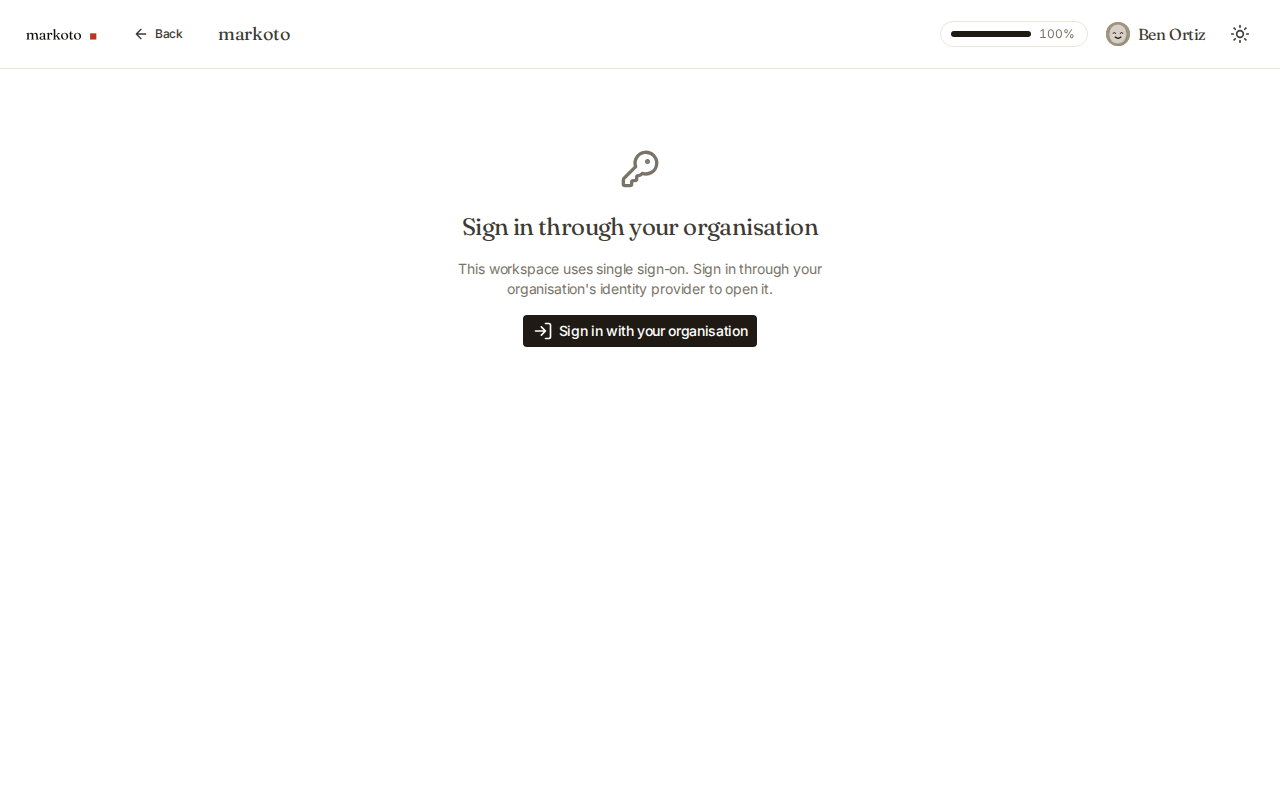 markoto
Back
markoto
100%
Ben Ortiz
Sign in through your organisation
This workspace uses single sign-on. Sign in through your
organisation's identity provider to open it.
Sign in with your organisation